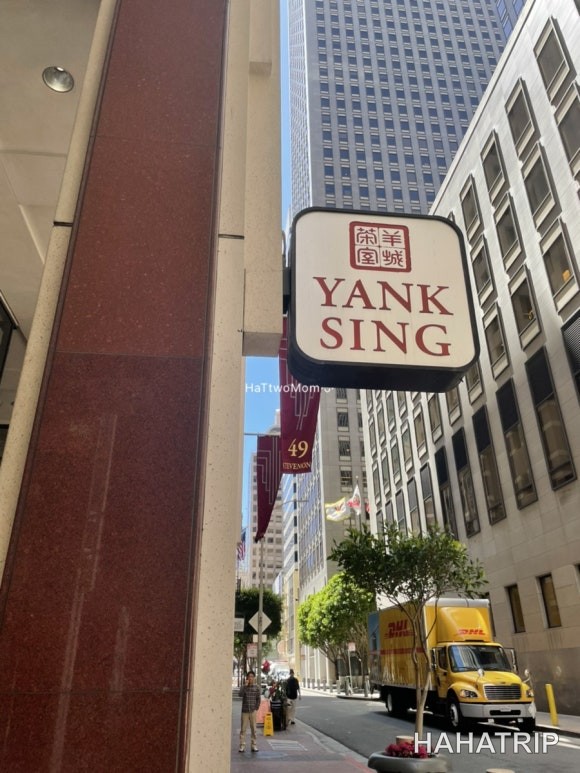 羊城
茶室
YANK
SING
HaTtwoMom
49
STEVENSON
DHL
DHL
HAHATRIP